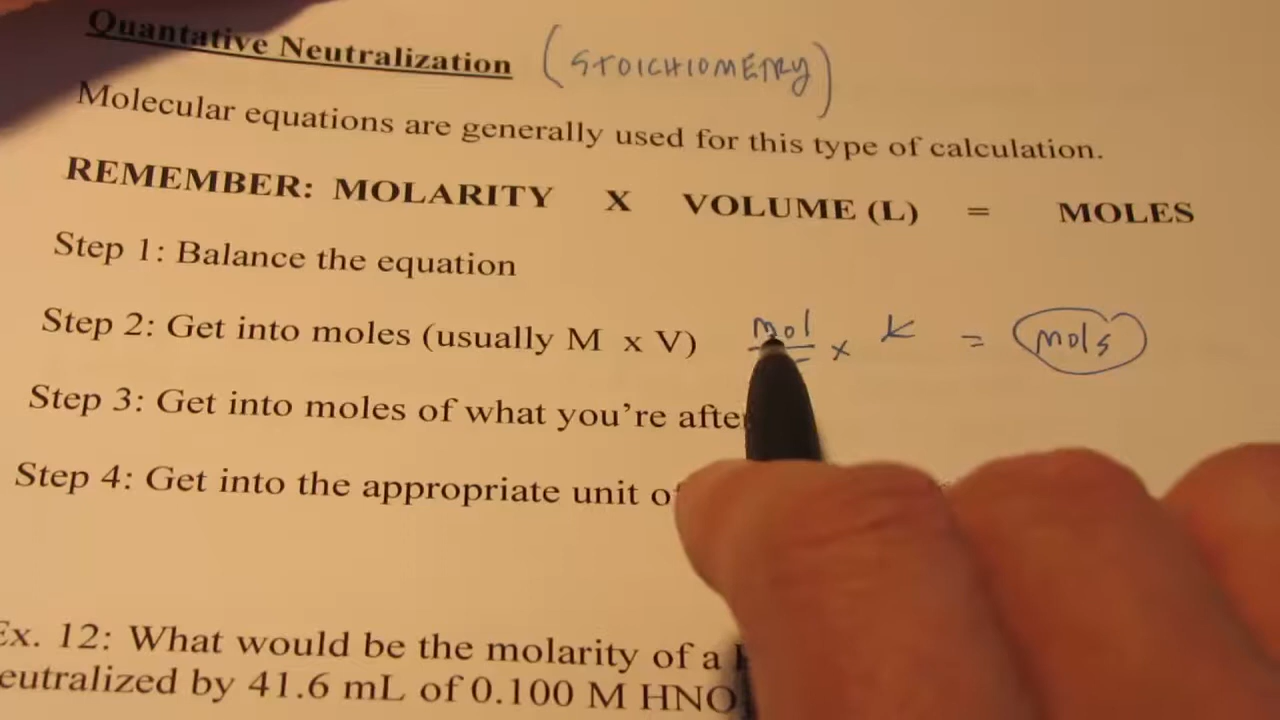 Quantative Neutralization (STOICHIOMETRY)
Molecular equations are generally used for this type of calculation.
REMEMBER: MOLARITY X VOLUME (L) = MOLES
Step 1: Balance the equation
Step 2: Get into moles (usually M x V) mol x = mols
Step 3: Get into moles of what you're after
Step 4: Get into the appropriate unit
Ex. 12: What would be the molarity of a
eutralized by 41.6 mL of 0.100 M HNO